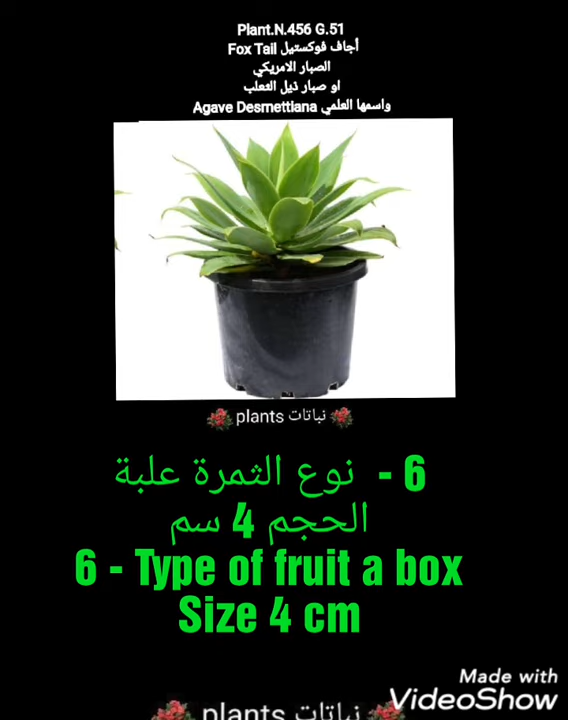 Plant.N.456 G.51
أجاف فوكستيل Fox Tail
الصبار الامريكي
او صبار ذيل الثعلب
واسمها العلمي Agave Desmettiana
نباتات plants
6 - نوع الثمرة علبة
الحجم 4 سم
6 - Type of fruit a box
Size 4 cm
Made with
VideoShow
نباتات plants